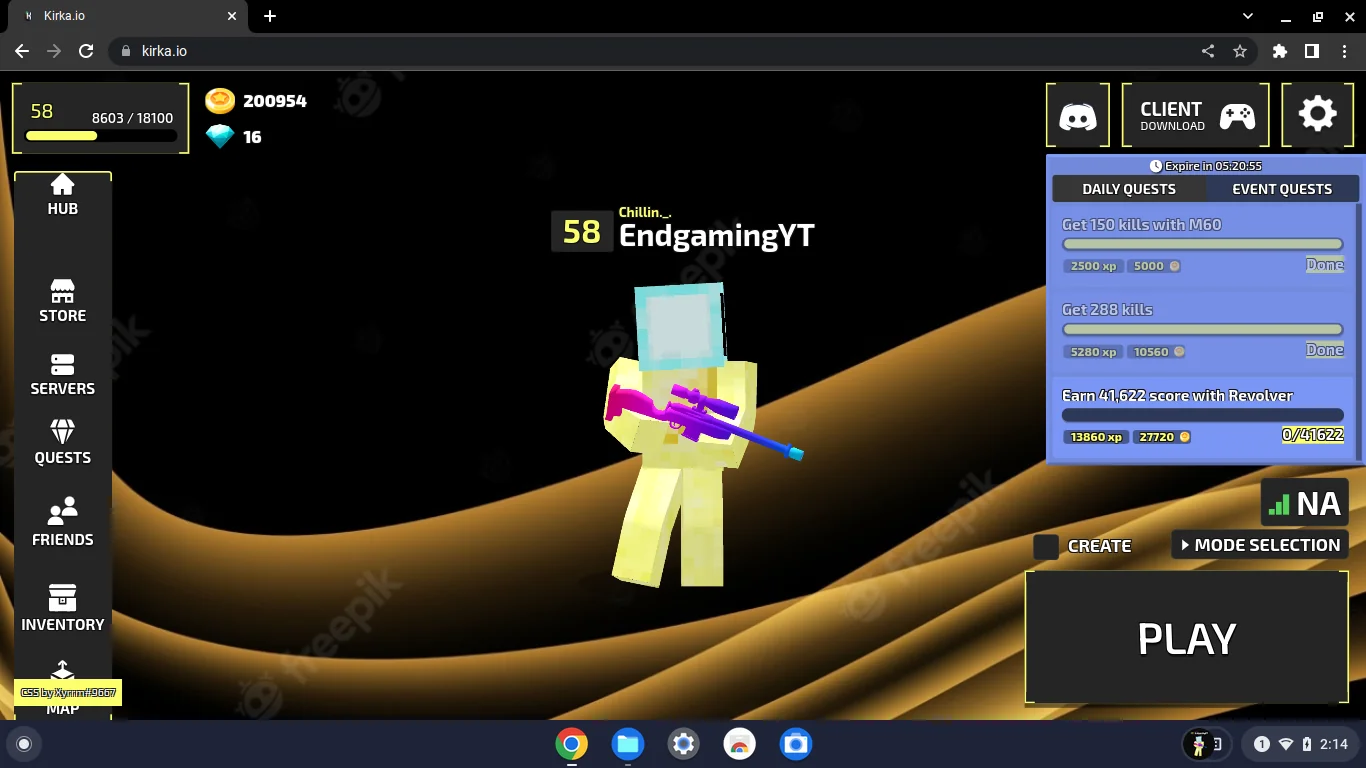 Kirka.io
kirka.io
58
8603 / 18100
200954
16
CLIENT
DOWNLOAD
HUB
STORE
SERVERS
QUESTS
FRIENDS
INVENTORY
MAP
CSS by Xyrrm#9667
Chillin._.
58 EndgamingYT
Expire in 05:20:55
DAILY QUESTS EVENT QUESTS
Get 150 kills with M60
2500 xp 5000 Done
Get 288 kills
5280 xp 10560 Done
Earn 41,622 score with Revolver
13860 xp 27720 0/41622
NA
CREATE MODE SELECTION
PLAY
freepik
freepik
freepik
1 2:14